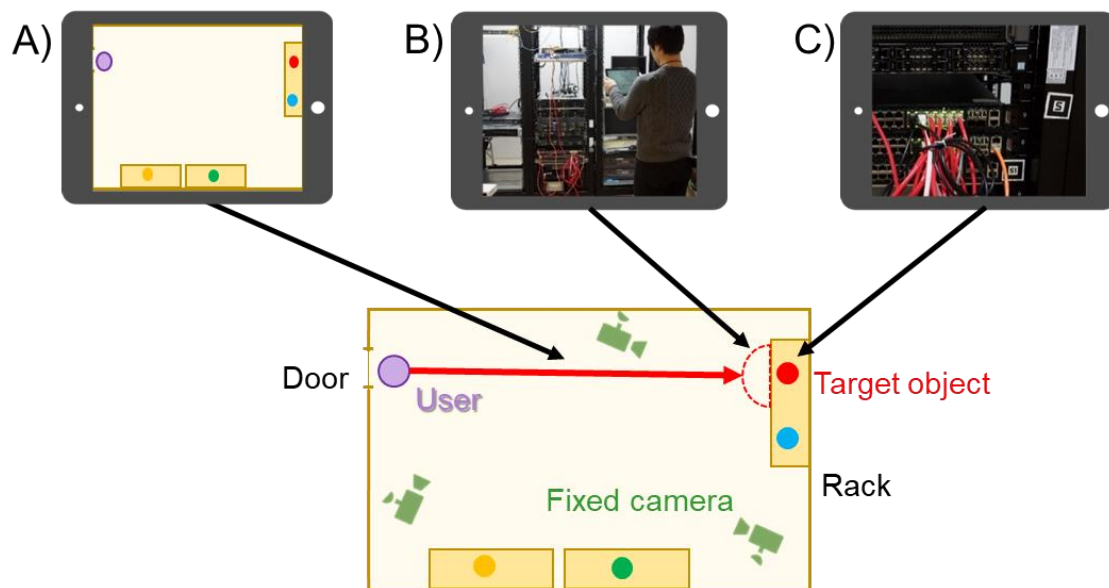 A)
B)
C)
Door
User
Target object
Rack
Fixed camera